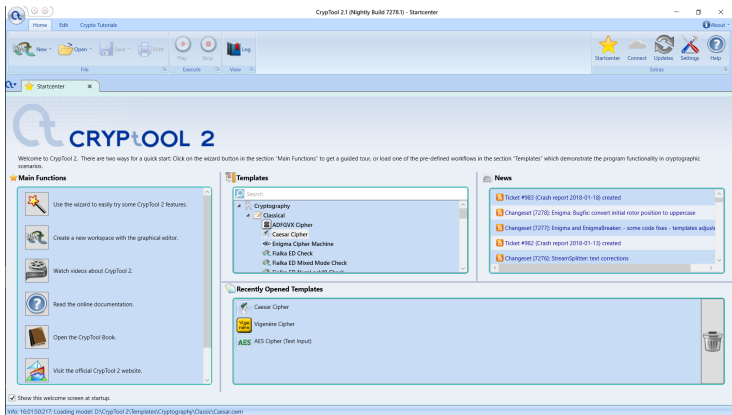 CrypTool 2.1 (Nightly Build 7278.1) - Startcenter
Home Edit Crypto Tutorials
About
New Open Save Print Play Stop Log
Startcenter Connect Updates Settings Help
File Execute View Extras
Startcenter
CRYPTOOL 2
Welcome to CrypTool 2. There are two ways for a quick start: Click on the wizard button in the section "Main Functions" to get a guided tour, or load one of the pre-defined workflows in the section "Templates" which demonstrate the program functionality in cryptographic
scenarios.
Main Functions
Use the wizard to easily try some CrypTool 2 features.
Create a new workspace with the graphical editor.
Watch videos about CrypTool 2.
Read the online documentation.
Open the CrypTool Book.
Visit the official CrypTool 2 website.
Templates
Search
Cryptography
Classical
ADFGVX Cipher
Caesar Cipher
Enigma Cipher Machine
Fialka ED Check
Fialka ED Mixed Mode Check
News
Ticket #983 (Crash report 2018-01-18) created
Changeset [7278]: Enigma: Bugfix: convert initial rotor position to uppercase
Changeset [7277]: Enigma and EnigmaBreaker: - some code fixes - templates adjusti
Ticket #982 (Crash report 2018-01-13) created
Changeset [7276]: StreamSplitter: text corrections
Recently Opened Templates
Caesar Cipher
Vigenère Cipher
AES AES Cipher (Text Input)
Show this welcome screen at startup.
Info: 16:01:50:217: Loading model: D:\CrypTool 2\Templates\Cryptography\Classic\Caesar.cwm